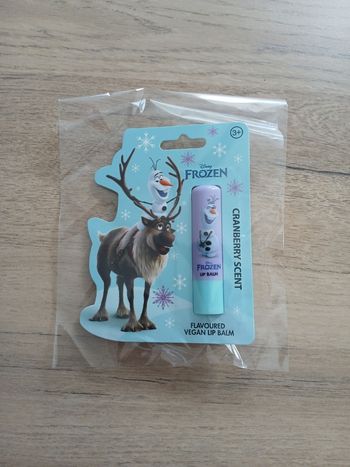 3+
Disney
FROZEN
CRANBERRY SCENT
Disney
FROZEN
LIP BALM
FLAVOURED
VEGAN LIP BALM